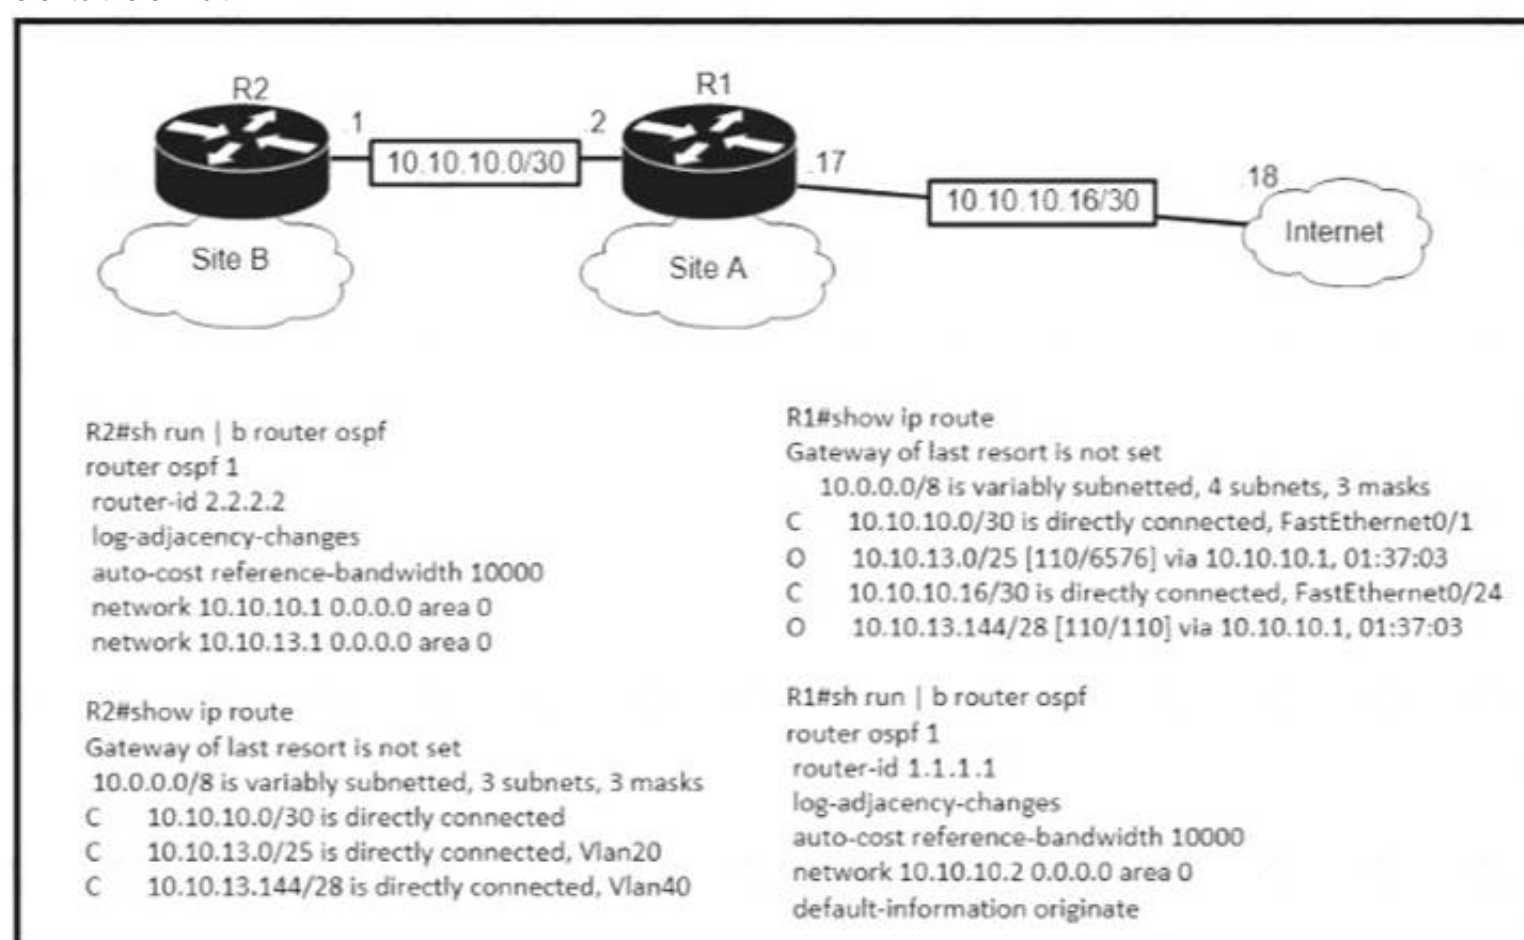 R2
R1
.1
.2
10.10.10.0/30
.17
10.10.10.16/30
.18
Internet
Site B
Site A
R2#sh run | b router ospf
router ospf 1
router-id 2.2.2.2
log-adjacency-changes
auto-cost reference-bandwidth 10000
network 10.10.10.1 0.0.0.0 area 0
network 10.10.13.1 0.0.0.0 area 0
R2#show ip route
Gateway of last resort is not set
10.0.0.0/8 is variably subnetted, 3 subnets, 3 masks
C 10.10.10.0/30 is directly connected
C 10.10.13.0/25 is directly connected, Vlan20
C 10.10.13.144/28 is directly connected, Vlan40
R1#show ip route
Gateway of last resort is not set
10.0.0.0/8 is variably subnetted, 4 subnets, 3 masks
C 10.10.10.0/30 is directly connected, FastEthernet0/1
O 10.10.13.0/25 [110/6576] via 10.10.10.1, 01:37:03
C 10.10.10.16/30 is directly connected, FastEthernet0/24
O 10.10.13.144/28 [110/110] via 10.10.10.1, 01:37:03
R1#sh run | b router ospf
router ospf 1
router-id 1.1.1.1
log-adjacency-changes
auto-cost reference-bandwidth 10000
network 10.10.10.2 0.0.0.0 area 0
default-information originate